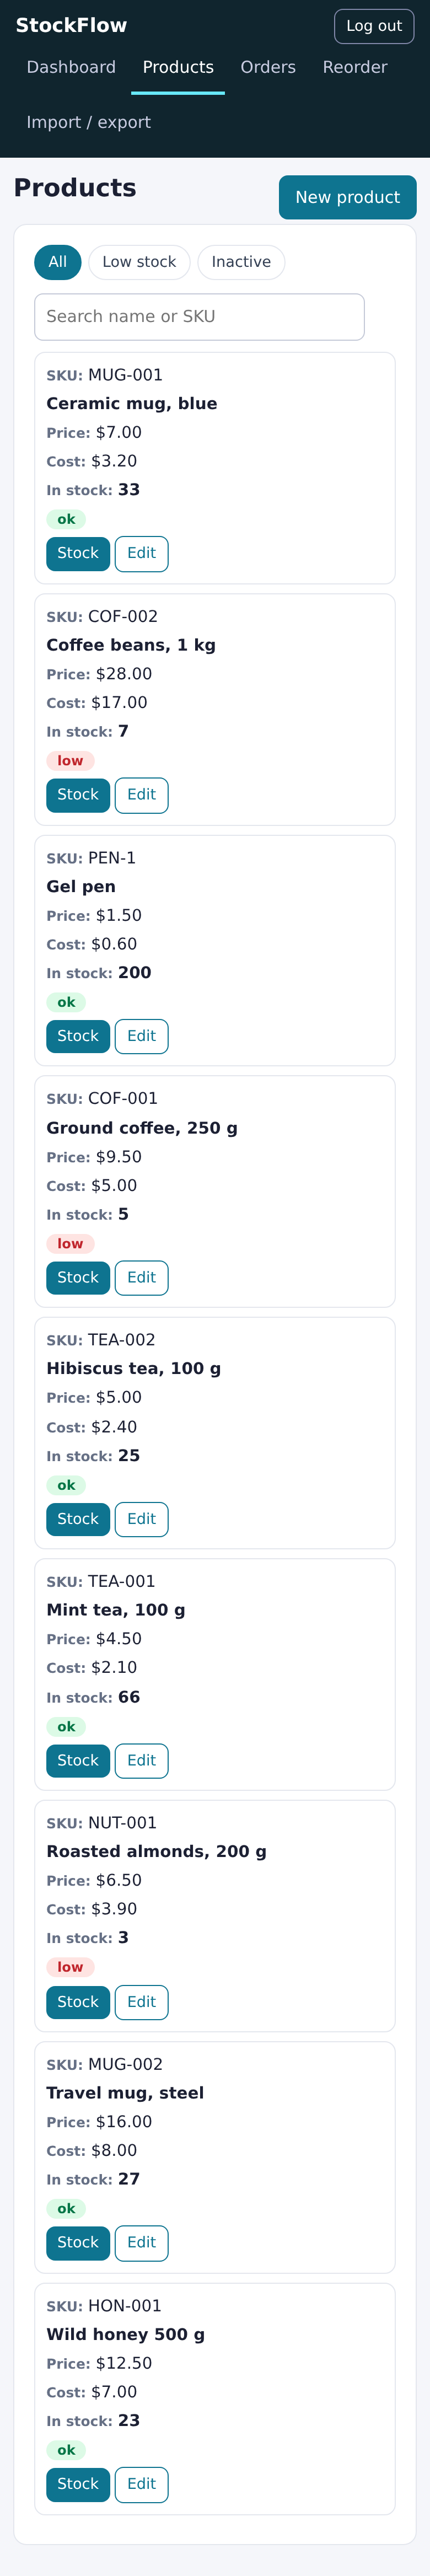 StockFlow
Log out
Dashboard Products Orders Reorder
Import / export
Products
New product
All Low stock Inactive
Search name or SKU
SKU: MUG-001
Ceramic mug, blue
Price: $7.00
Cost: $3.20
In stock: 33
ok
Stock Edit
SKU: COF-002
Coffee beans, 1 kg
Price: $28.00
Cost: $17.00
In stock: 7
low
Stock Edit
SKU: PEN-1
Gel pen
Price: $1.50
Cost: $0.60
In stock: 200
ok
Stock Edit
SKU: COF-001
Ground coffee, 250 g
Price: $9.50
Cost: $5.00
In stock: 5
low
Stock Edit
SKU: TEA-002
Hibiscus tea, 100 g
Price: $5.00
Cost: $2.40
In stock: 25
ok
Stock Edit
SKU: TEA-001
Mint tea, 100 g
Price: $4.50
Cost: $2.10
In stock: 66
ok
Stock Edit
SKU: NUT-001
Roasted almonds, 200 g
Price: $6.50
Cost: $3.90
In stock: 3
low
Stock Edit
SKU: MUG-002
Travel mug, steel
Price: $16.00
Cost: $8.00
In stock: 27
ok
Stock Edit
SKU: HON-001
Wild honey 500 g
Price: $12.50
Cost: $7.00
In stock: 23
ok
Stock Edit